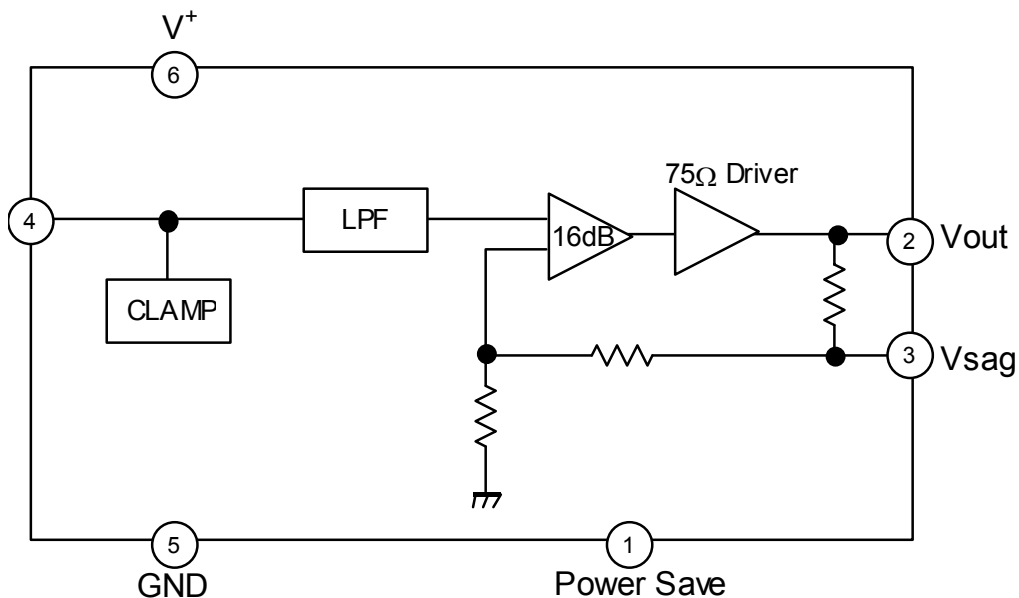 V+
6
75Ω Driver
4
LPF
16dB
2
Vout
CLAMP
3
Vsag
5
1
GND
Power Save